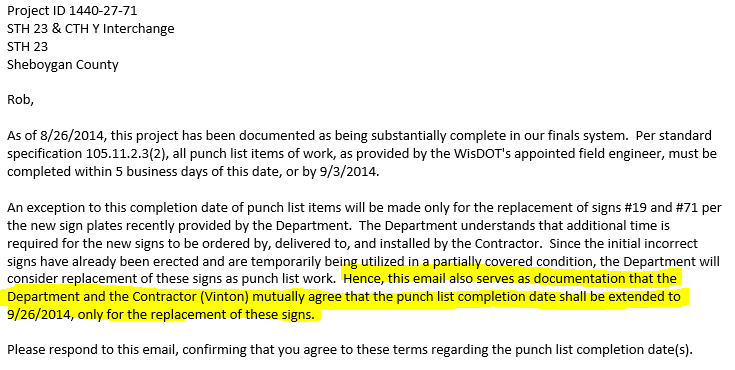 Project ID 1440-27-71
STH 23 & CTH Y Interchange
STH 23
Sheboygan County
Rob,
As of 8/26/2014, this project has been documented as being substantially complete in our finals system.  Per standard
specification 105.11.2.3(2), all punch list items of work, as provided by the WisDOT's appointed field engineer, must be
completed within 5 business days of this date, or by 9/3/2014.
An exception to this completion date of punch list items will be made only for the replacement of signs #19 and #71 per
the new sign plates recently provided by the Department.  The Department understands that additional time is
required for the new signs to be ordered by, delivered to, and installed by the Contractor.  Since the initial incorrect
signs have already been erected and are temporarily being utilized in a partially covered condition, the Department will
consider replacement of these signs as punch list work.  Hence, this email also serves as documentation that the
Department and the Contractor (Vinton) mutually agree that the punch list completion date shall be extended to
9/26/2014, only for the replacement of these signs.
Please respond to this email, confirming that you agree to these terms regarding the punch list completion date(s).